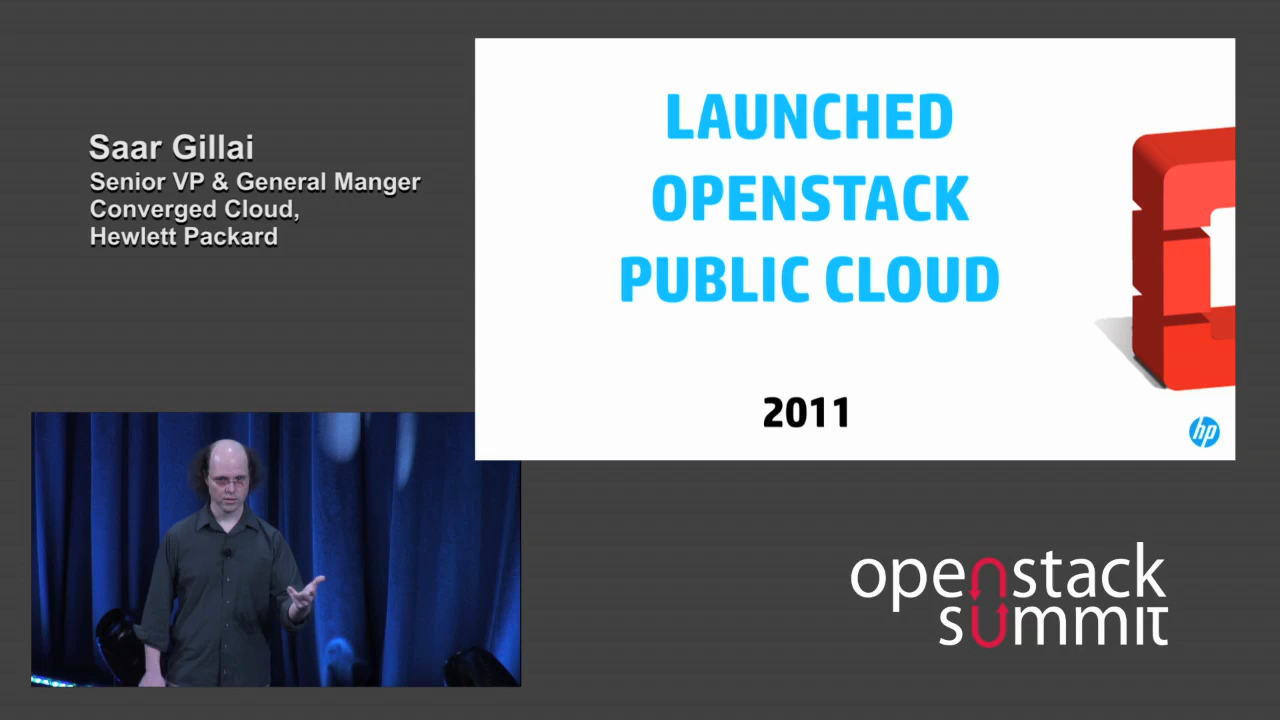 Saar Gillai
Senior VP & General Manger
Converged Cloud,
Hewlett Packard
LAUNCHED
OPENSTACK
PUBLIC CLOUD
2011
hp
openstack
summit